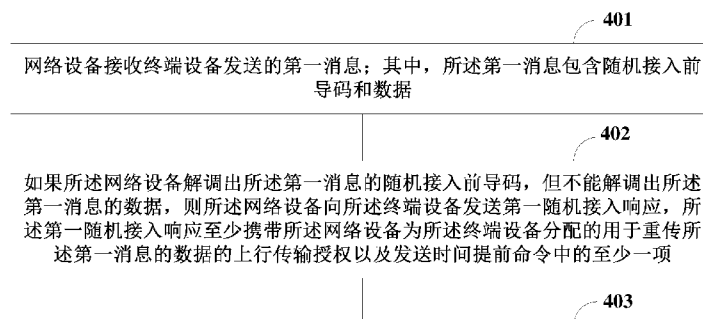 401
网络设备接收终端设备发送的第一消息；其中，所述第一消息包含随机接入前
导码和数据
402
如果所述网络设备解调出所述第一消息的随机接入前导码，但不能解调出所述
第一消息的数据，则所述网络设备向所述终端设备发送第一随机接入响应，所
述第一随机接入响应至少携带所述网络设备为所述终端设备分配的用于重传所
述第一消息的数据的上行传输授权以及发送时间提前命令中的至少一项
403